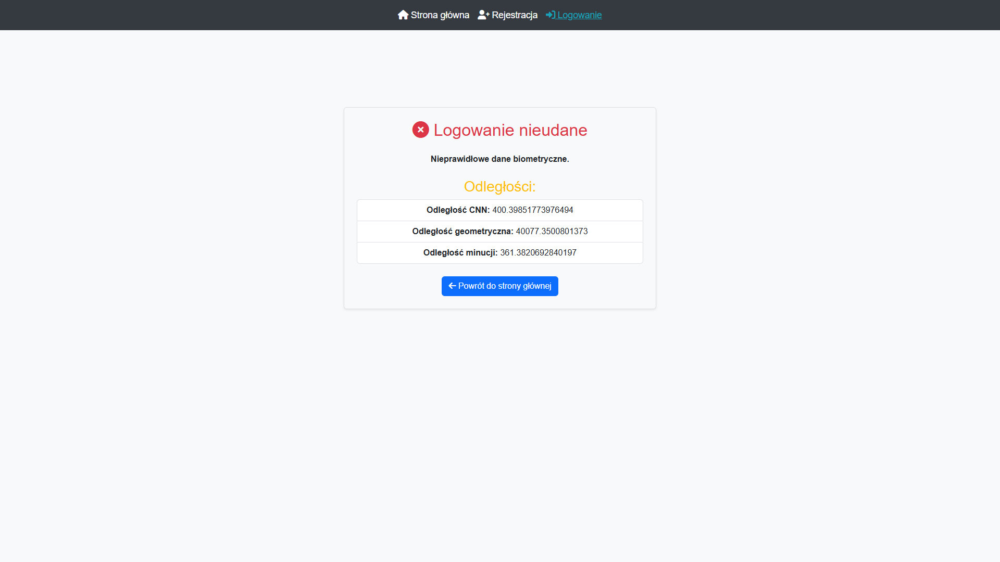 Strona główna Rejestracja Logowanie
Logowanie nieudane
Nieprawidłowe dane biometryczne.
Odległości:
Odległość CNN: 400.39851773976494
Odległość geometryczna: 40077.3500801373
Odległość minucji: 361.3820692840197
Powrót do strony głównej